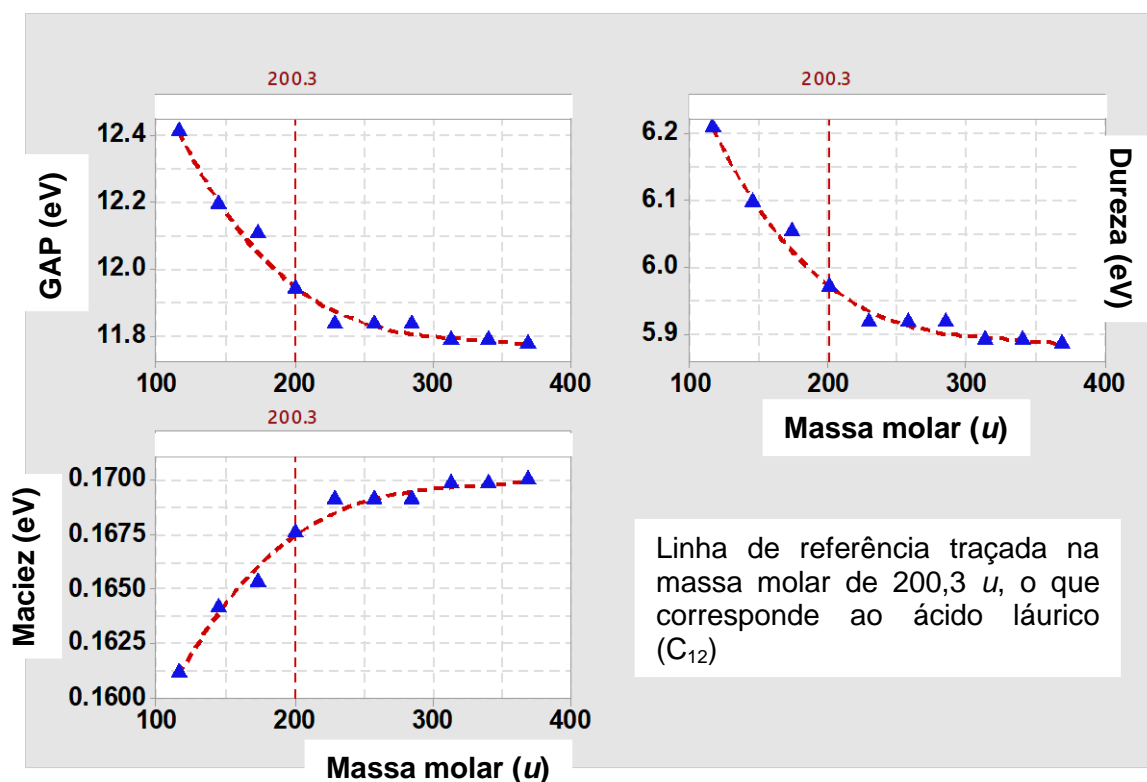 200.3
12.4
12.2
12.0
11.8
GAP (eV)
100 200 300 400
200.3
6.2
6.1
6.0
5.9
Dureza (eV)
100 200 300 400
Massa molar (u)
200.3
0.1700
0.1675
0.1650
0.1625
0.1600
Maciez (eV)
100 200 300 400
Massa molar (u)
Linha de referência traçada na
massa molar de 200,3 u, o que
corresponde ao ácido láurico
(C₁₂)